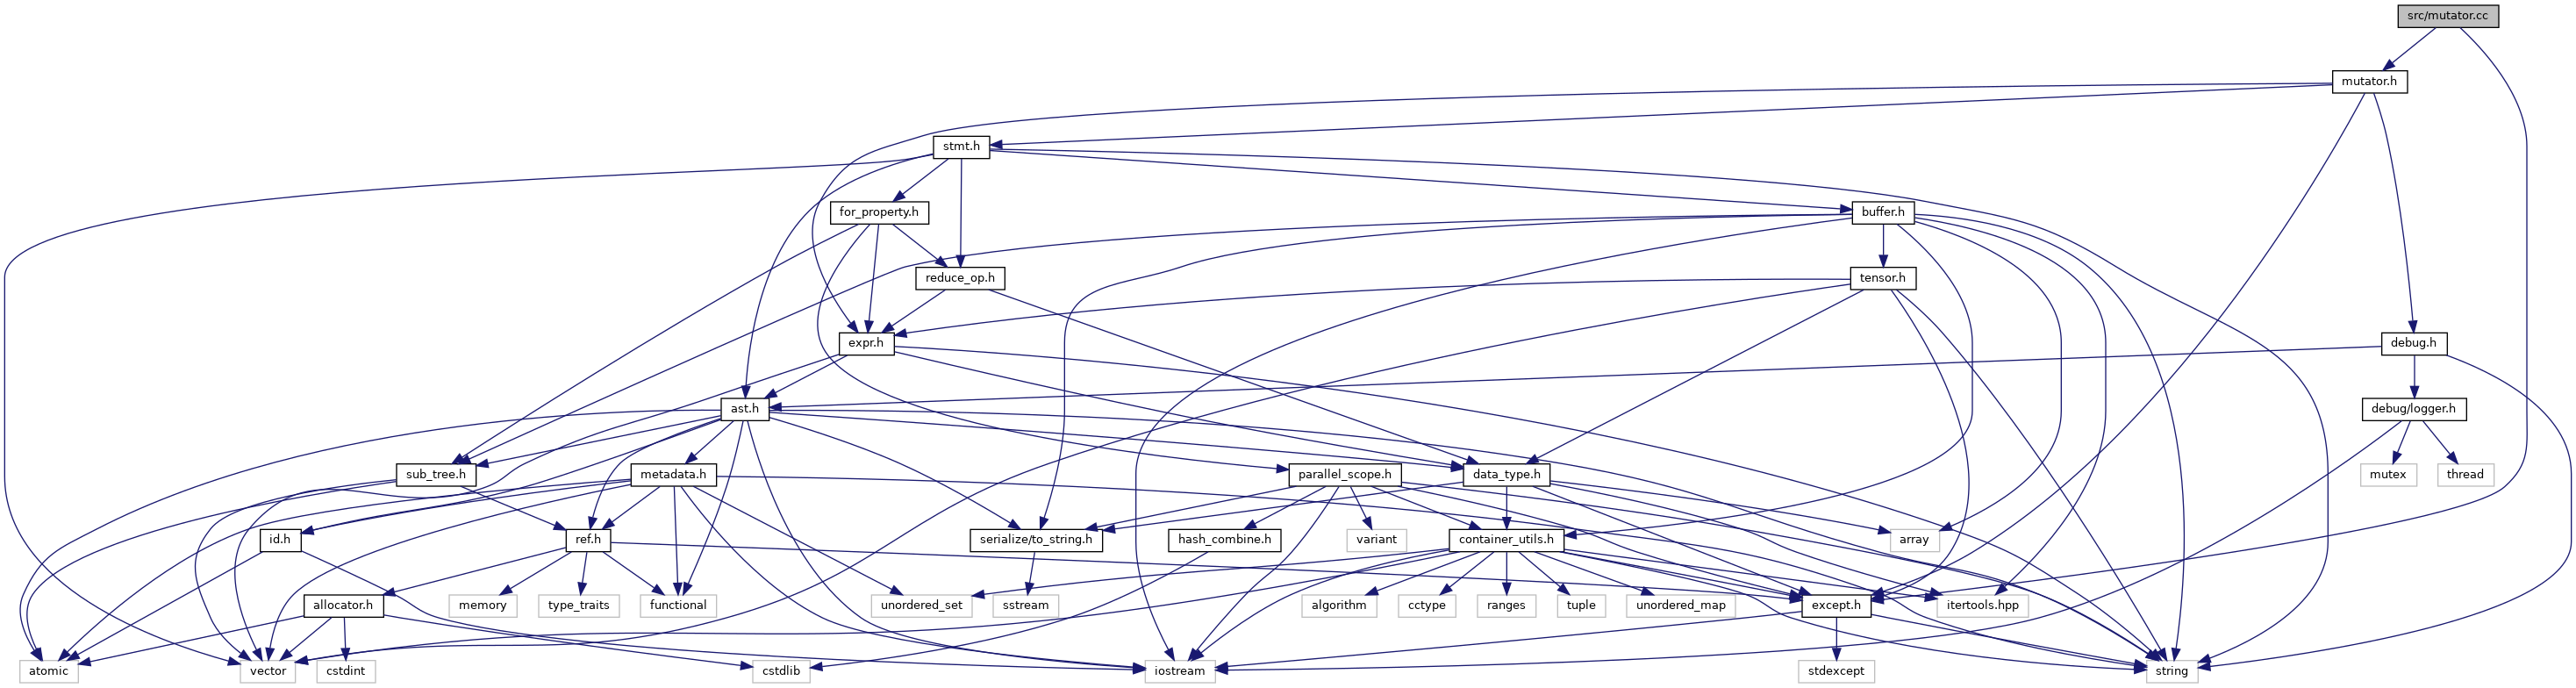 src/mutator.cc
mutator.h
stmt.h
for_property.h
buffer.h
reduce_op.h
tensor.h
expr.h
debug.h
ast.h
debug/logger.h
sub_tree.h
metadata.h
parallel_scope.h
data_type.h
mutex
thread
id.h
ref.h
serialize/to_string.h
hash_combine.h
variant
container_utils.h
array
allocator.h
memory
type_traits
functional
unordered_set
sstream
algorithm
cctype
ranges
tuple
unordered_map
except.h
itertools.hpp
atomic
vector
cstdint
cstdlib
iostream
stdexcept
string